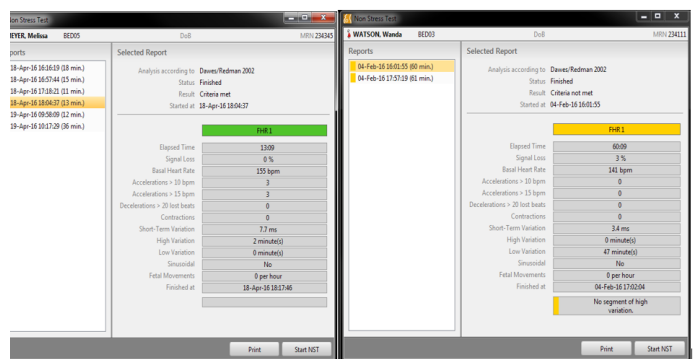 Non Stress Test
MEYER, Melissa BED05 DoB MRN 234345
Reports
18-Apr-16 16:16:19 (18 min.)
18-Apr-16 16:57:44 (15 min.)
18-Apr-16 17:18:21 (11 min.)
18-Apr-16 18:04:37 (13 min.)
19-Apr-16 09:58:09 (12 min.)
19-Apr-16 10:17:29 (36 min.)
Selected Report
Analysis according to Dawes/Redman 2002
Status Finished
Result Criteria met
Started at 18-Apr-16 18:04:37
FHR1
Elapsed Time 13:09
Signal Loss 0 %
Basal Heart Rate 155 bpm
Accelerations > 10 bpm 3
Accelerations > 15 bpm 3
Decelerations > 20 lost beats 0
Contractions 0
Short-Term Variation 7.7 ms
High Variation 2 minute(s)
Low Variation 0 minute(s)
Sinusoidal No
Fetal Movements 0 per hour
Finished at 18-Apr-16 18:17:46
Print Start NST
Non Stress Test
WATSON, Wanda BED03 DoB MRN 234111
Reports
04-Feb-16 16:01:55 (60 min.)
04-Feb-16 17:57:19 (61 min.)
Selected Report
Analysis according to Dawes/Redman 2002
Status Finished
Result Criteria not met
Started at 04-Feb-16 16:01:55
FHR1
Elapsed Time 60:09
Signal Loss 3 %
Basal Heart Rate 141 bpm
Accelerations > 10 bpm 0
Accelerations > 15 bpm 0
Decelerations > 20 lost beats 0
Contractions 0
Short-Term Variation 3.4 ms
High Variation 0 minute(s)
Low Variation 47 minute(s)
Sinusoidal No
Fetal Movements 0 per hour
Finished at 04-Feb-16 17:02:04
No segment of high
variation.
Print Start NST